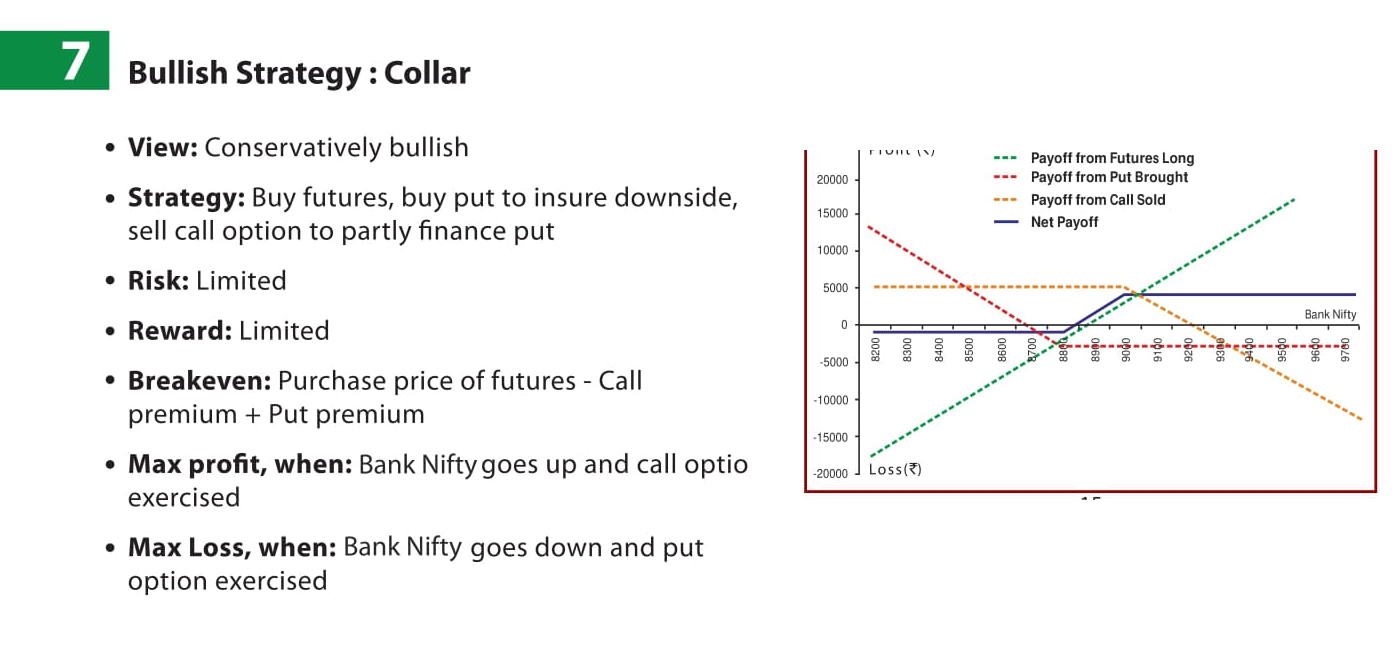 7
Bullish Strategy : Collar
• View: Conservatively bullish
• Strategy: Buy futures, buy put to insure downside,
sell call option to partly finance put
• Risk: Limited
• Reward: Limited
• Breakeven: Purchase price of futures - Call
premium + Put premium
• Max profit, when: Bank Nifty goes up and call optio
exercised
• Max Loss, when: Bank Nifty goes down and put
option exercised
Payoff from Futures Long
Payoff from Put Brought
Payoff from Call Sold
Net Payoff
20000
15000
10000
5000
0
-5000
-10000
-15000
-20000
Bank Nifty
8200
8300
8400
8500
8600
8700
8800
8900
9000
9100
9200
9300
9400
9500
9600
9700
Loss(₹)